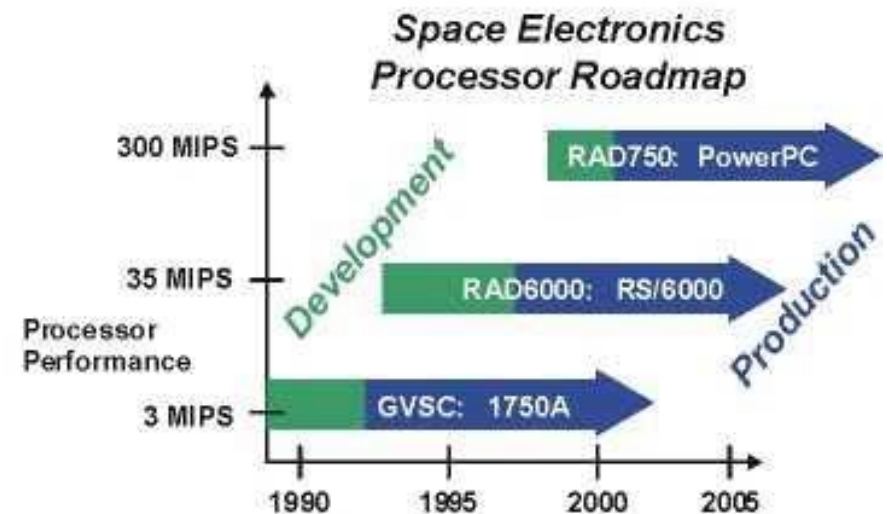 Space Electronics
Processor Roadmap
300 MIPS
RAD750: PowerPC
Development
35 MIPS
RAD6000: RS/6000
Production
Processor
Performance
3 MIPS
GVSC: 1750A
1990 1995 2000 2005